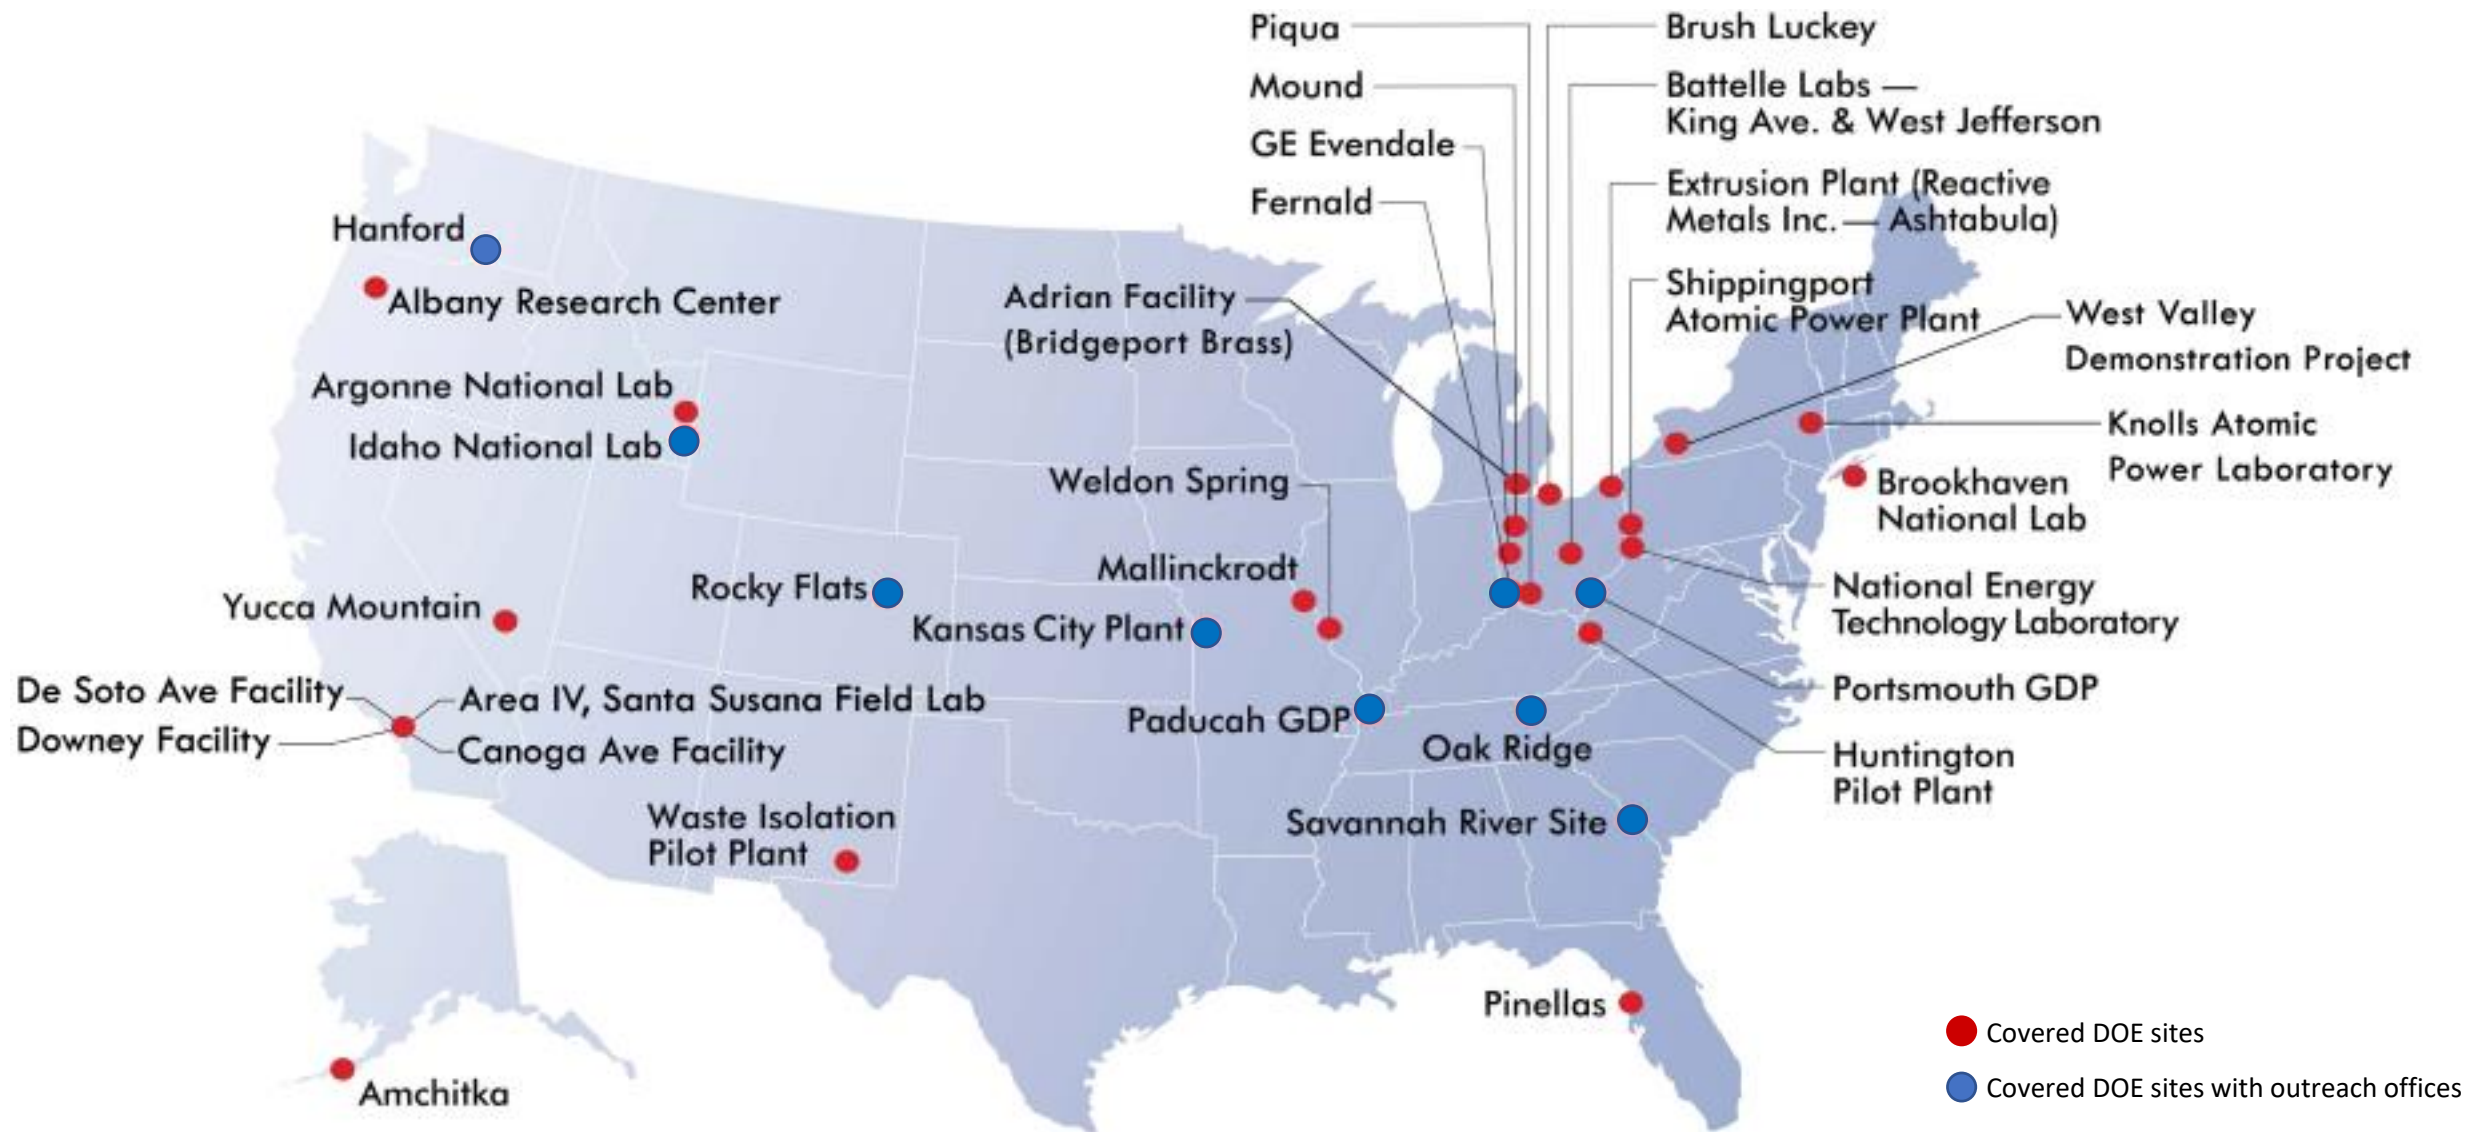 Piqua
Brush Luckey
Mound
Battelle Labs —
King Ave. & West Jefferson
GE Evendale
Extrusion Plant (Reactive
Metals Inc. — Ashtabula)
Fernald
Hanford
Albany Research Center
Adrian Facility
(Bridgeport Brass)
Shippingport
Atomic Power Plant
West Valley
Demonstration Project
Argonne National Lab
Idaho National Lab
Knolls Atomic
Power Laboratory
Weldon Spring
Brookhaven
National Lab
Mallinckrodt
Rocky Flats
Kansas City Plant
Yucca Mountain
National Energy
Technology Laboratory
De Soto Ave Facility
Downey Facility
Area IV, Santa Susana Field Lab
Canoga Ave Facility
Paducah GDP
Oak Ridge
Portsmouth GDP
Huntington
Pilot Plant
Waste Isolation
Pilot Plant
Savannah River Site
Pinellas
Amchitka
Covered DOE sites
Covered DOE sites with outreach offices